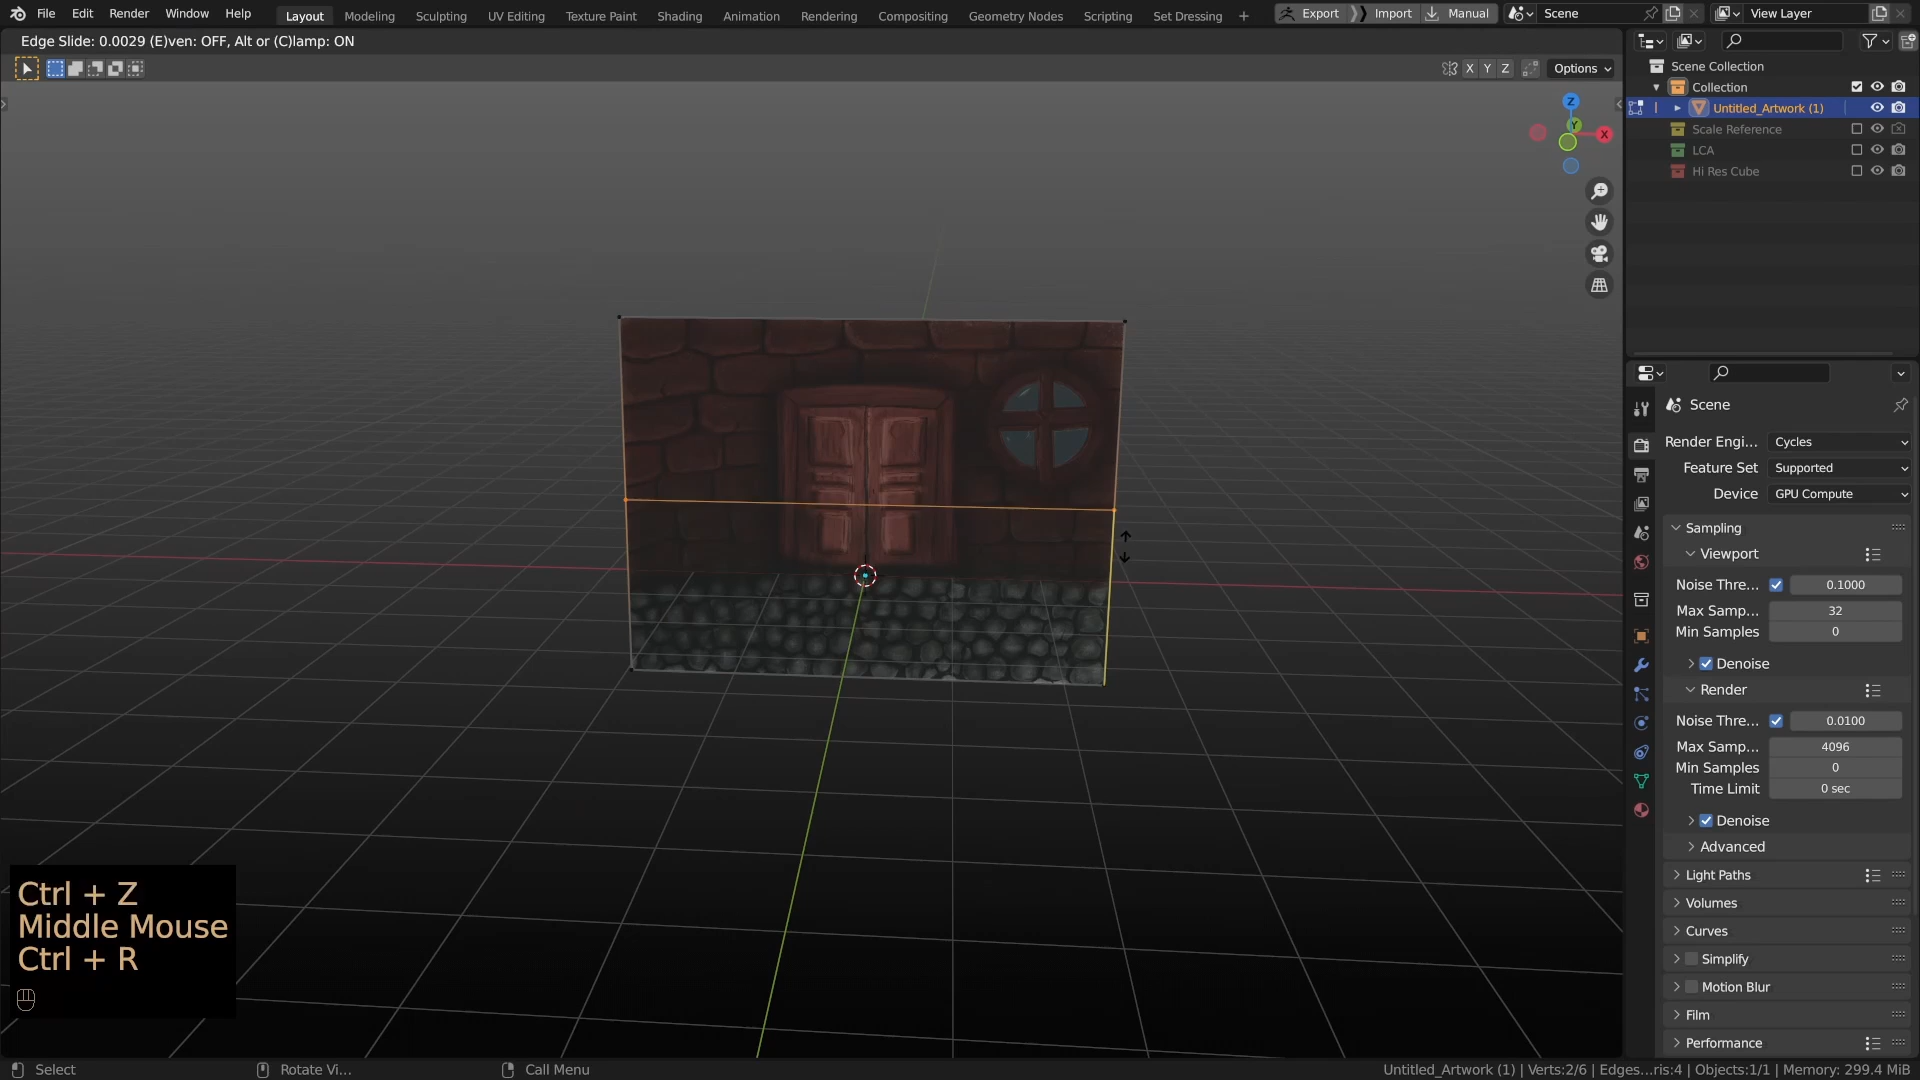 File Edit Render Window Help Layout Modeling Sculpting UV Editing Texture Paint Shading Animation Rendering Compositing Geometry Nodes Scripting Set Dressing + Export Import Manual Scene View Layer
Edge Slide: 0.0029 (E)ven: OFF, Alt or (C)lamp: ON
X Y Z Options
Scene Collection
Collection
Untitled_Artwork (1)
Scale Reference
LCA
Hi Res Cube
Z
Y
X
Scene
Render Engi... Cycles
Feature Set Supported
Device GPU Compute
Sampling
Viewport
Noise Thre... 0.1000
Max Samp... 32
Min Samples 0
Denoise
Render
Noise Thre... 0.0100
Max Samp... 4096
Min Samples 0
Time Limit 0 sec
Denoise
Advanced
Light Paths
Volumes
Curves
Simplify
Motion Blur
Film
Performance
Ctrl + Z
Middle Mouse
Ctrl + R
Select Rotate Vi... Call Menu Untitled_Artwork (1) | Verts:2/6 | Edges...ris:4 | Objects:1/1 | Memory: 299.4 MiB